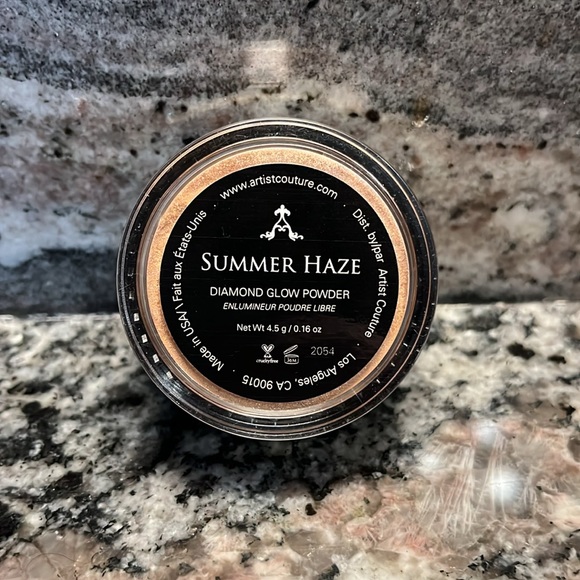 www.artistcouture.com
SUMMER HAZE
DIAMOND GLOW POWDER
ENLUMINEUR POUDRE LIBRE
Net Wt 4.5 g / 0.16 oz
crueltyfree
2054
Dist. by/par Artist Couture
Los Angeles, CA 90015
Made in USA / Fait aux États-Unis